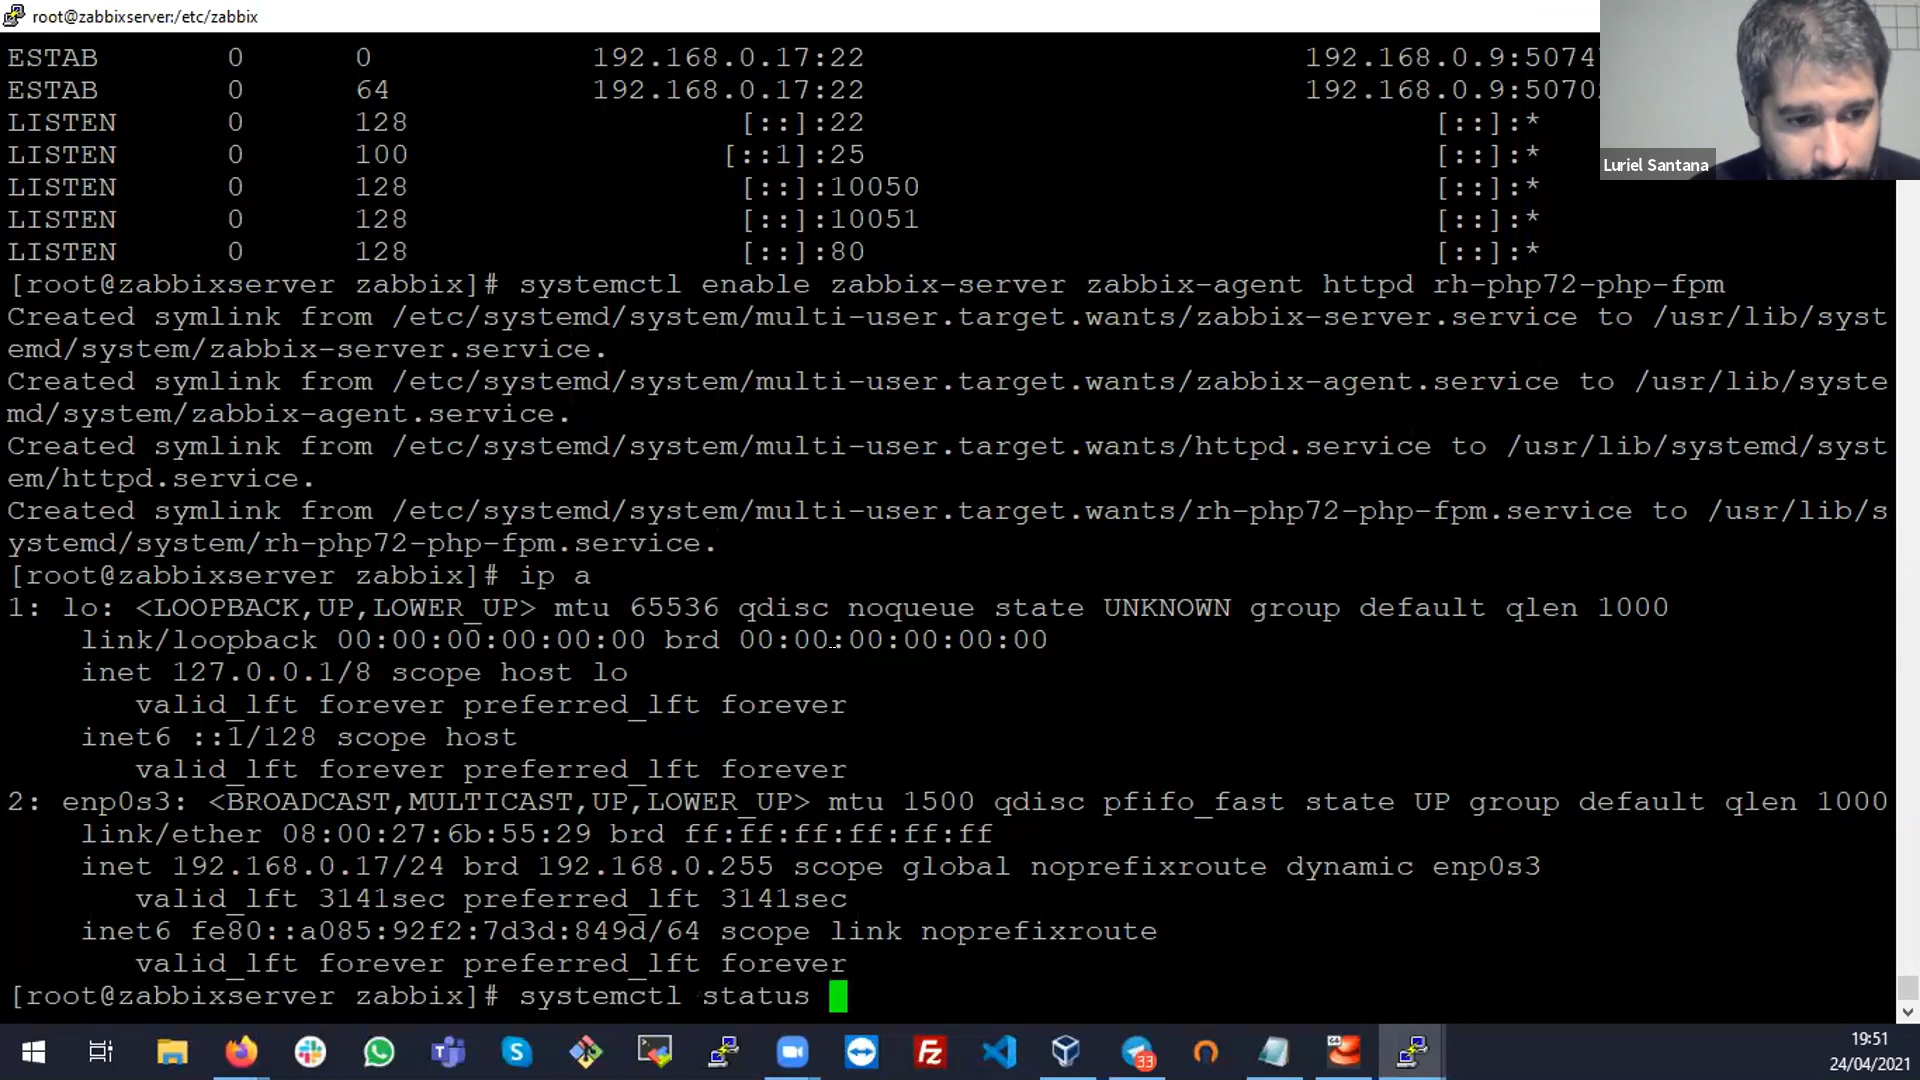 root@zabbixserver:/etc/zabbix
ESTAB 0 0 192.168.0.17:22 192.168.0.9:5074
ESTAB 0 64 192.168.0.17:22 192.168.0.9:5070
LISTEN 0 128 [::]:22 [::]:*
LISTEN 0 100 [::1]:25 [::]:*
Luriel Santana
LISTEN 0 128 [::]:10050 [::]:*
LISTEN 0 128 [::]:10051 [::]:*
LISTEN 0 128 [::]:80 [::]:*
[root@zabbixserver zabbix]# systemctl enable zabbix-server zabbix-agent httpd rh-php72-php-fpm
Created symlink from /etc/systemd/system/multi-user.target.wants/zabbix-server.service to /usr/lib/syst
emd/system/zabbix-server.service.
Created symlink from /etc/systemd/system/multi-user.target.wants/zabbix-agent.service to /usr/lib/syste
md/system/zabbix-agent.service.
Created symlink from /etc/systemd/system/multi-user.target.wants/httpd.service to /usr/lib/systemd/syst
em/httpd.service.
Created symlink from /etc/systemd/system/multi-user.target.wants/rh-php72-php-fpm.service to /usr/lib/s
ystemd/system/rh-php72-php-fpm.service.
[root@zabbixserver zabbix]# ip a
1: lo: <LOOPBACK,UP,LOWER_UP> mtu 65536 qdisc noqueue state UNKNOWN group default qlen 1000
link/loopback 00:00:00:00:00:00 brd 00:00:00:00:00:00
inet 127.0.0.1/8 scope host lo
valid_lft forever preferred_lft forever
inet6 ::1/128 scope host
valid_lft forever preferred_lft forever
2: enp0s3: <BROADCAST,MULTICAST,UP,LOWER_UP> mtu 1500 qdisc pfifo_fast state UP group default qlen 1000
link/ether 08:00:27:6b:55:29 brd ff:ff:ff:ff:ff:ff
inet 192.168.0.17/24 brd 192.168.0.255 scope global noprefixroute dynamic enp0s3
valid_lft 3141sec preferred_lft 3141sec
inet6 fe80::a085:92f2:7d3d:849d/64 scope link noprefixroute
valid_lft forever preferred_lft forever
[root@zabbixserver zabbix]# systemctl status
33
64
19:51
24/04/2021